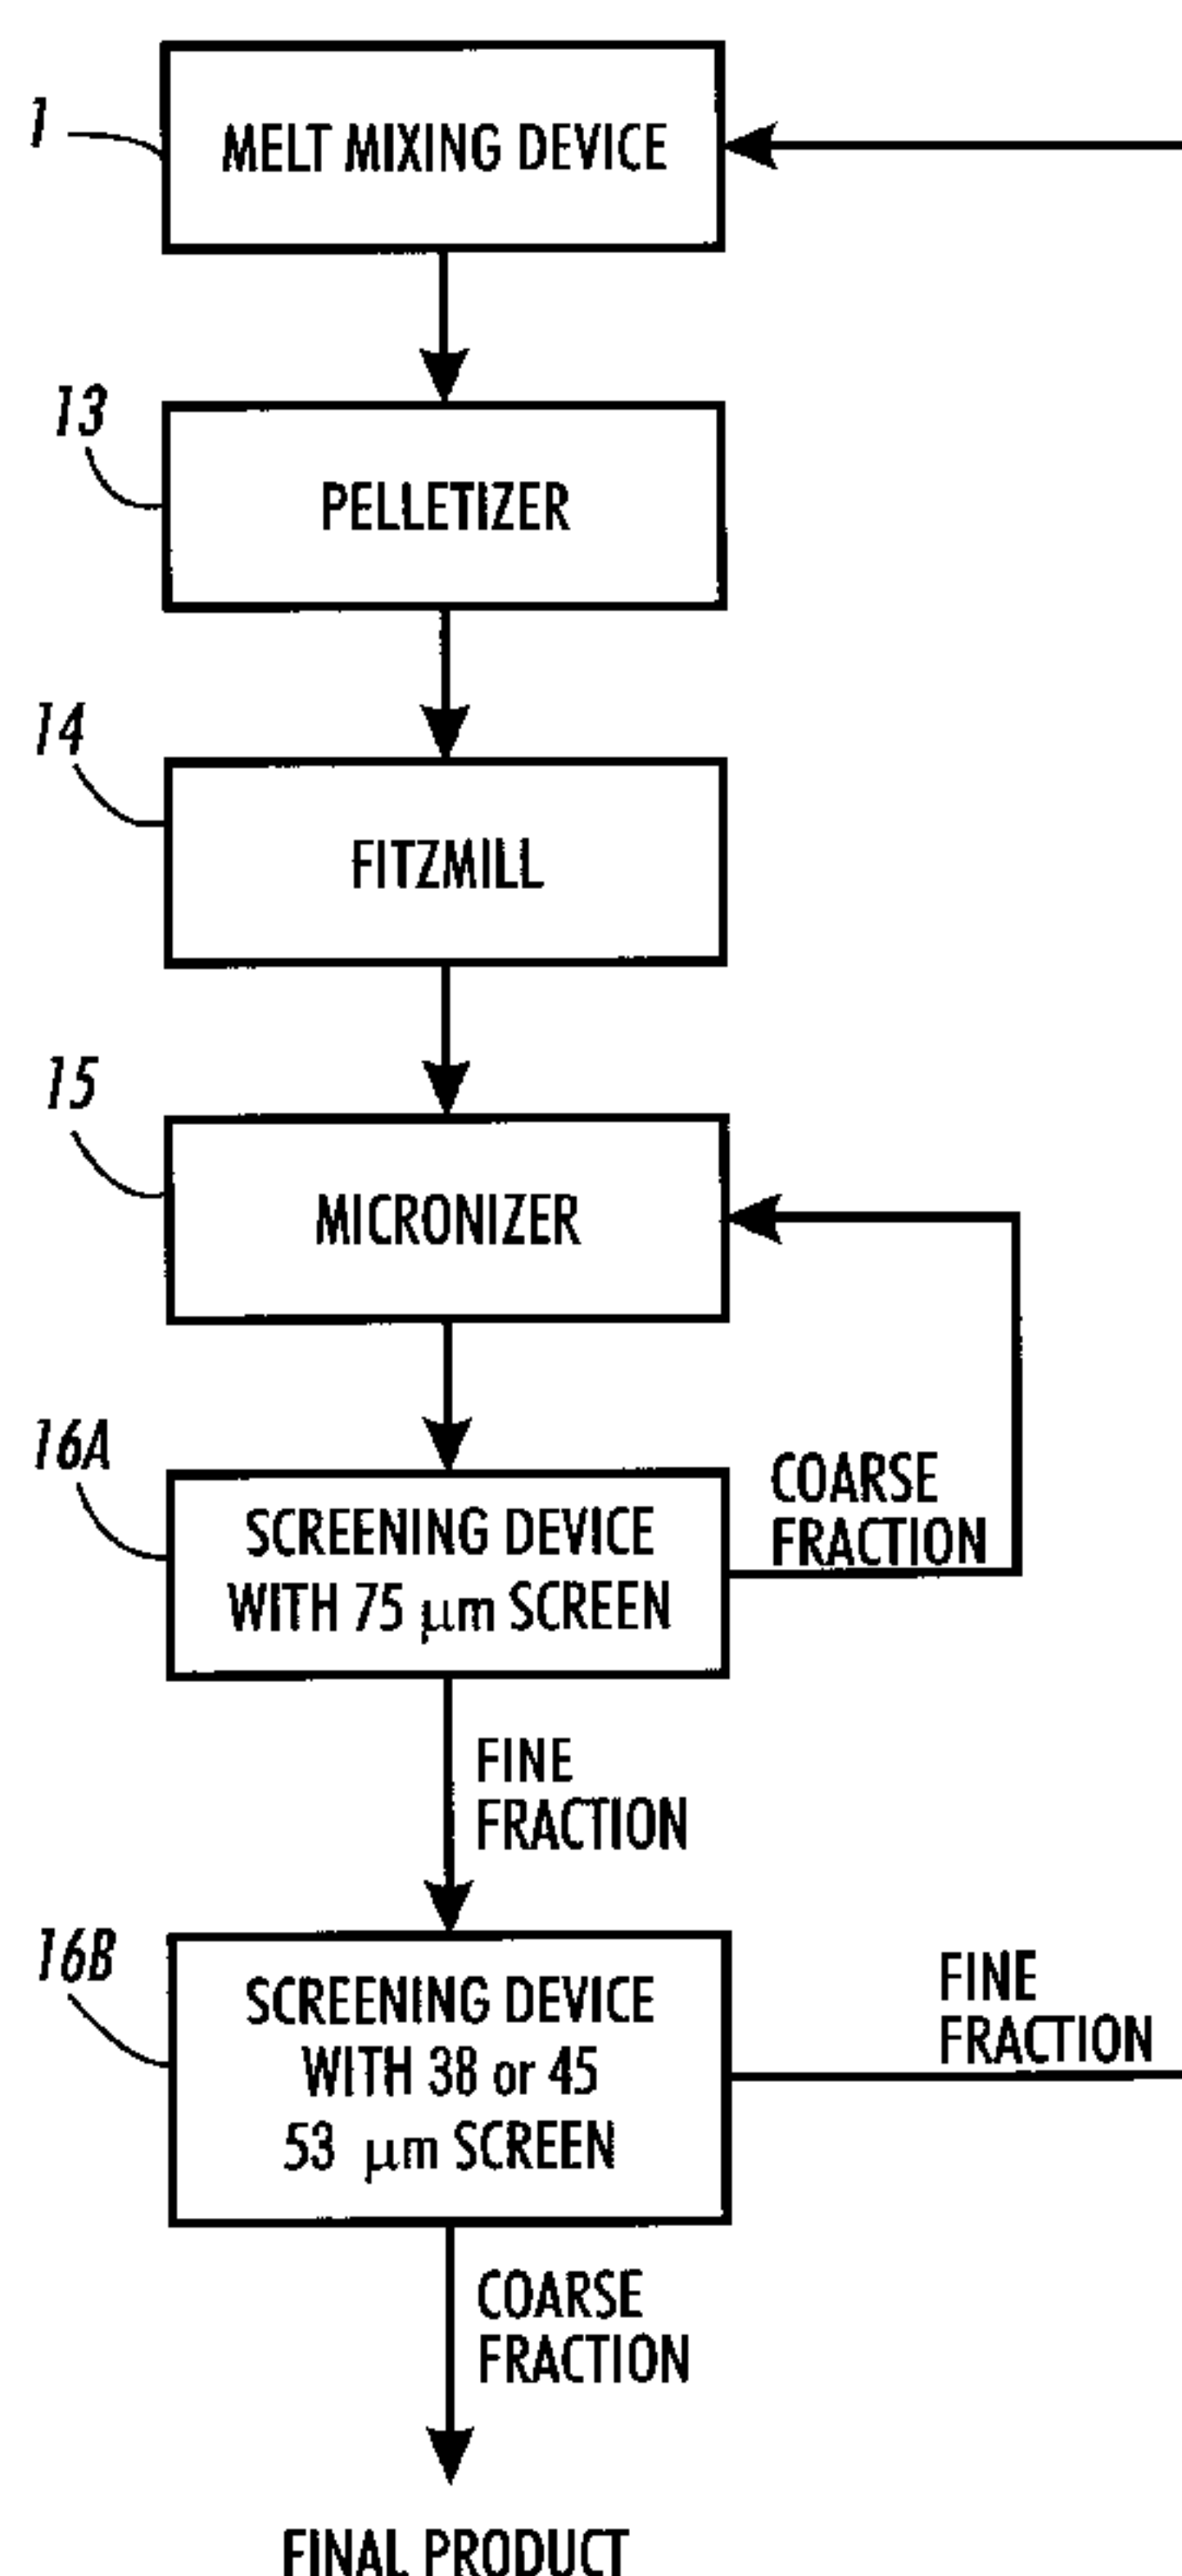 1
MELT MIXING DEVICE
13
PELLETIZER
14
FITZMILL
15
MICRONIZER
16A
SCREENING DEVICE
WITH 75 μm SCREEN
COARSE
FRACTION
FINE
FRACTION
16B
SCREENING DEVICE
WITH 38 or 45
53 μm SCREEN
FINE
FRACTION
COARSE
FRACTION
FINAL PRODUCT